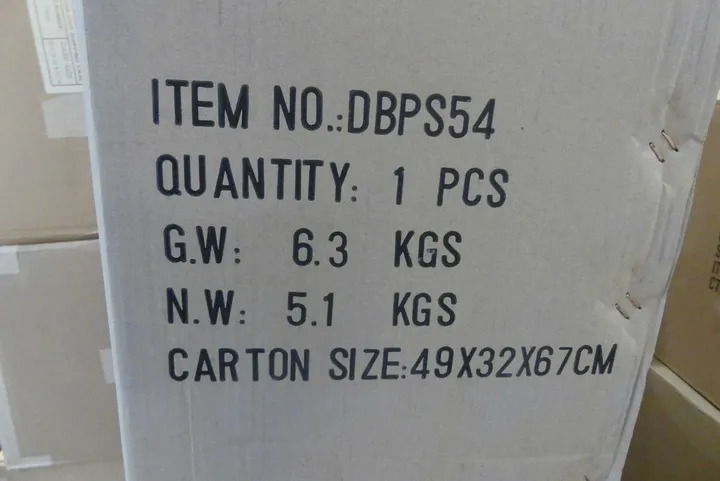 ITEM NO.:DBPS54
QUANTITY: 1 PCS
G.W: 6.3 KGS
N.W: 5.1 KGS
CARTON SIZE:49X32X67CM